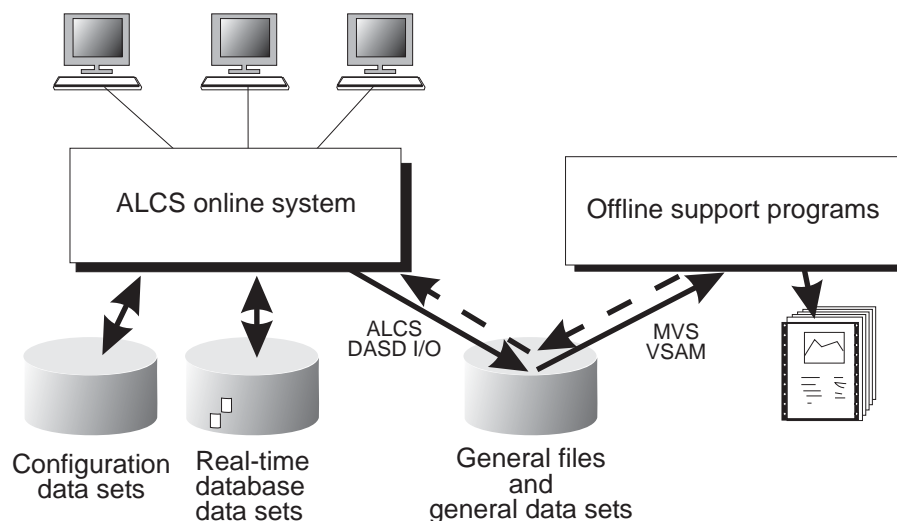 ALCS online system
Offline support programs
ALCS
DASD I/O
MVS
VSAM
Configuration
data sets
Real-time
database
data sets
General files
and
general data sets